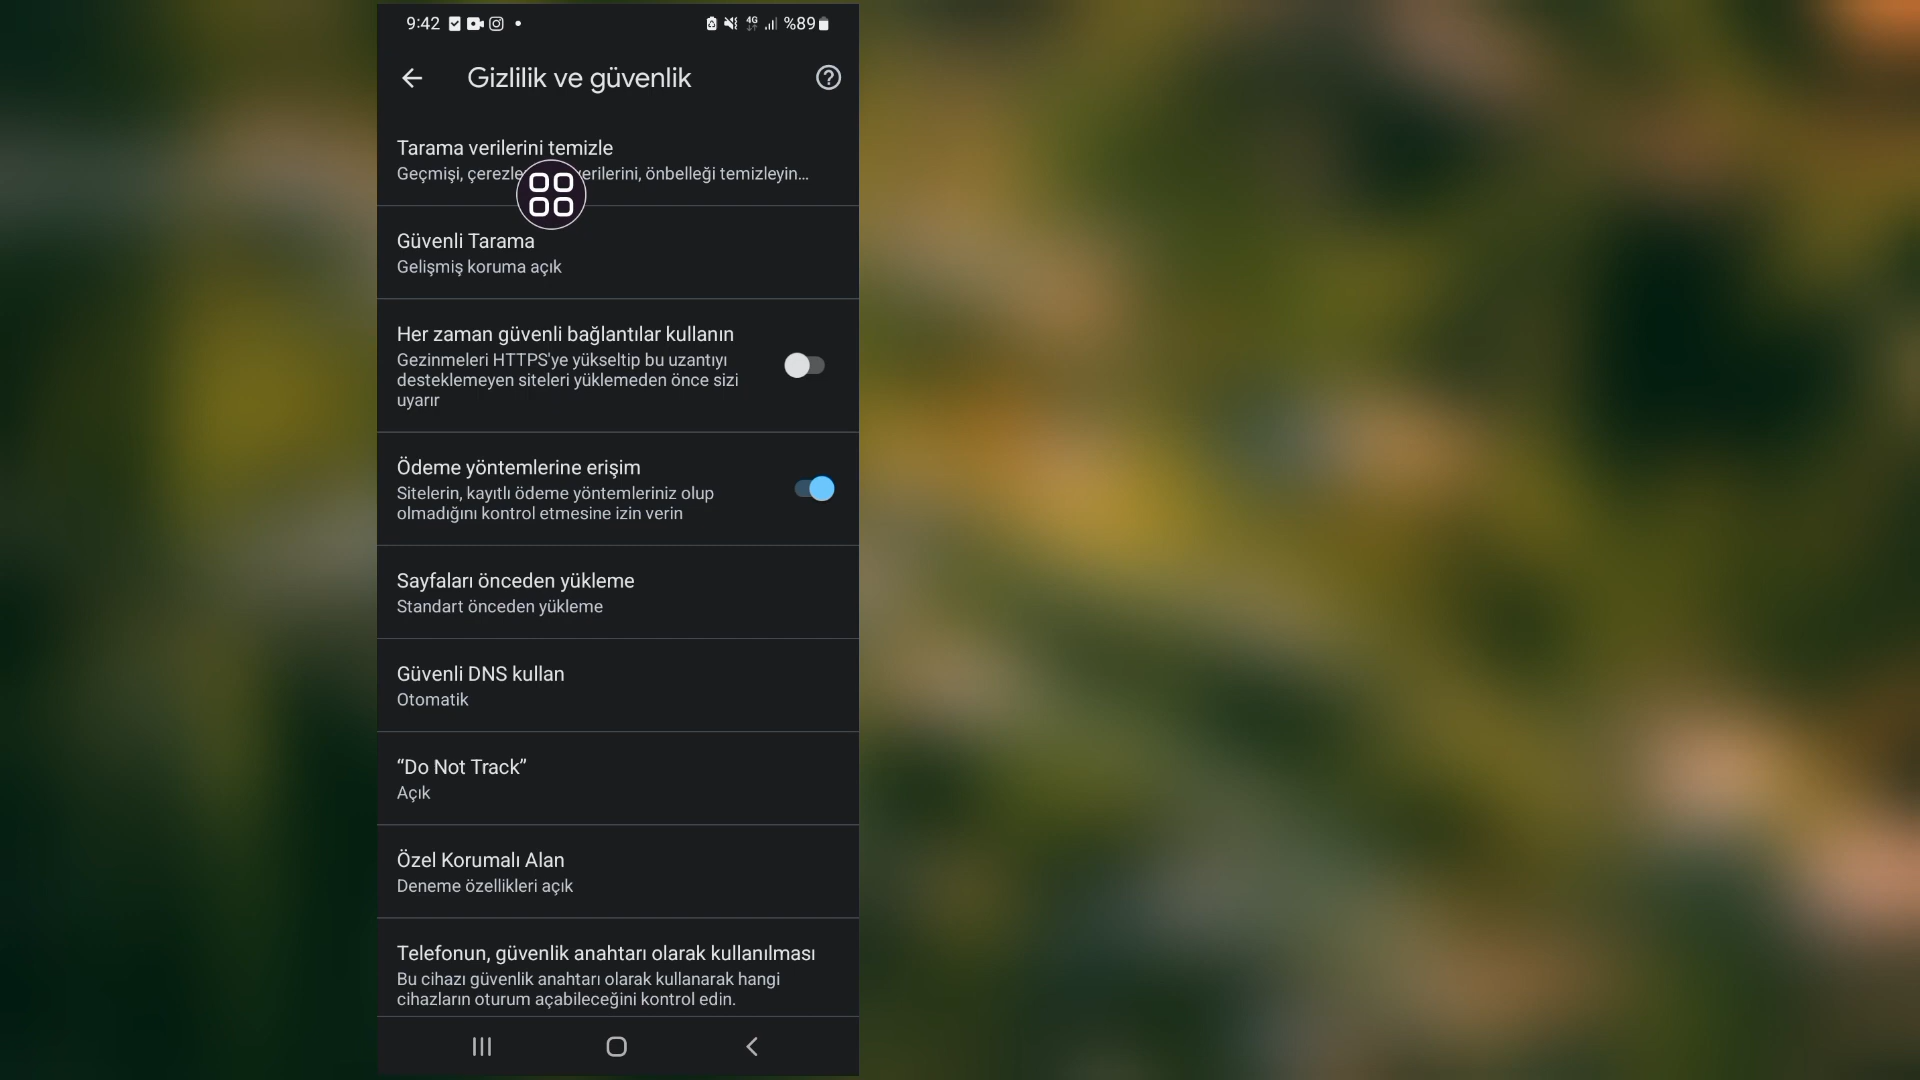 9:42
4G
%89
Gizlilik ve güvenlik
Tarama verilerini temizle
Geçmişi, çerezle verilerini, önbelleği temizleyin...
Güvenli Tarama
Gelişmiş koruma açık
Her zaman güvenli bağlantılar kullanın
Gezinmeleri HTTPS'ye yükseltip bu uzantıyı
desteklemeyen siteleri yüklemeden önce sizi
uyarır
Ödeme yöntemlerine erişim
Sitelerin, kayıtlı ödeme yöntemleriniz olup
olmadığını kontrol etmesine izin verin
Sayfaları önceden yükleme
Standart önceden yükleme
Güvenli DNS kullan
Otomatik
“Do Not Track”
Açık
Özel Korumalı Alan
Deneme özellikleri açık
Telefonun, güvenlik anahtarı olarak kullanılması
Bu cihazı güvenlik anahtarı olarak kullanarak hangi
cihazların oturum açabileceğini kontrol edin.